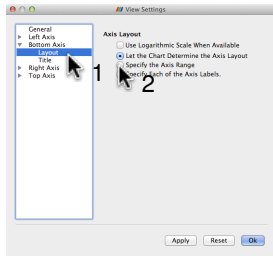 View Settings
General
Left Axis
Bottom Axis
Layout
Title
Right Axis
Top Axis
Axis Layout
Use Logarithmic Scale When Available
Let the Chart Determine the Axis Layout
Specify the Axis Range
Specify Each of the Axis Labels.
1
2
Apply
Reset
Ok